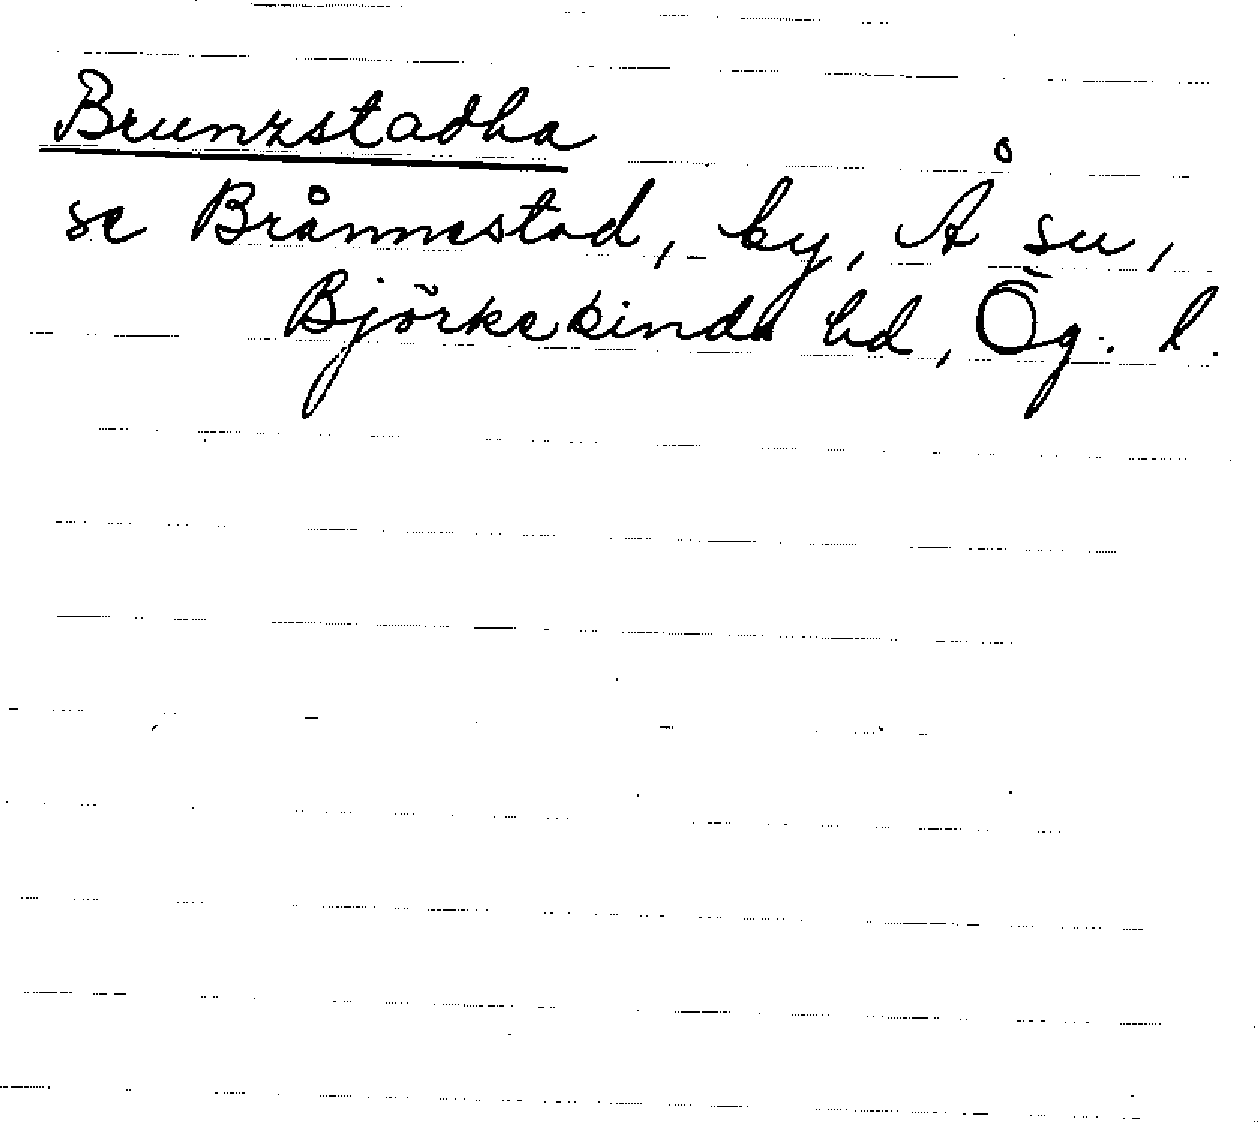 Brunzstadha
se Brånnestad, by, Å sn,
Björkekinds hd, Ög. l.